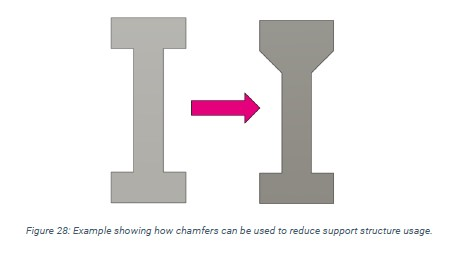 Figure 28: Example showing how chamfers can be used to reduce support structure usage.